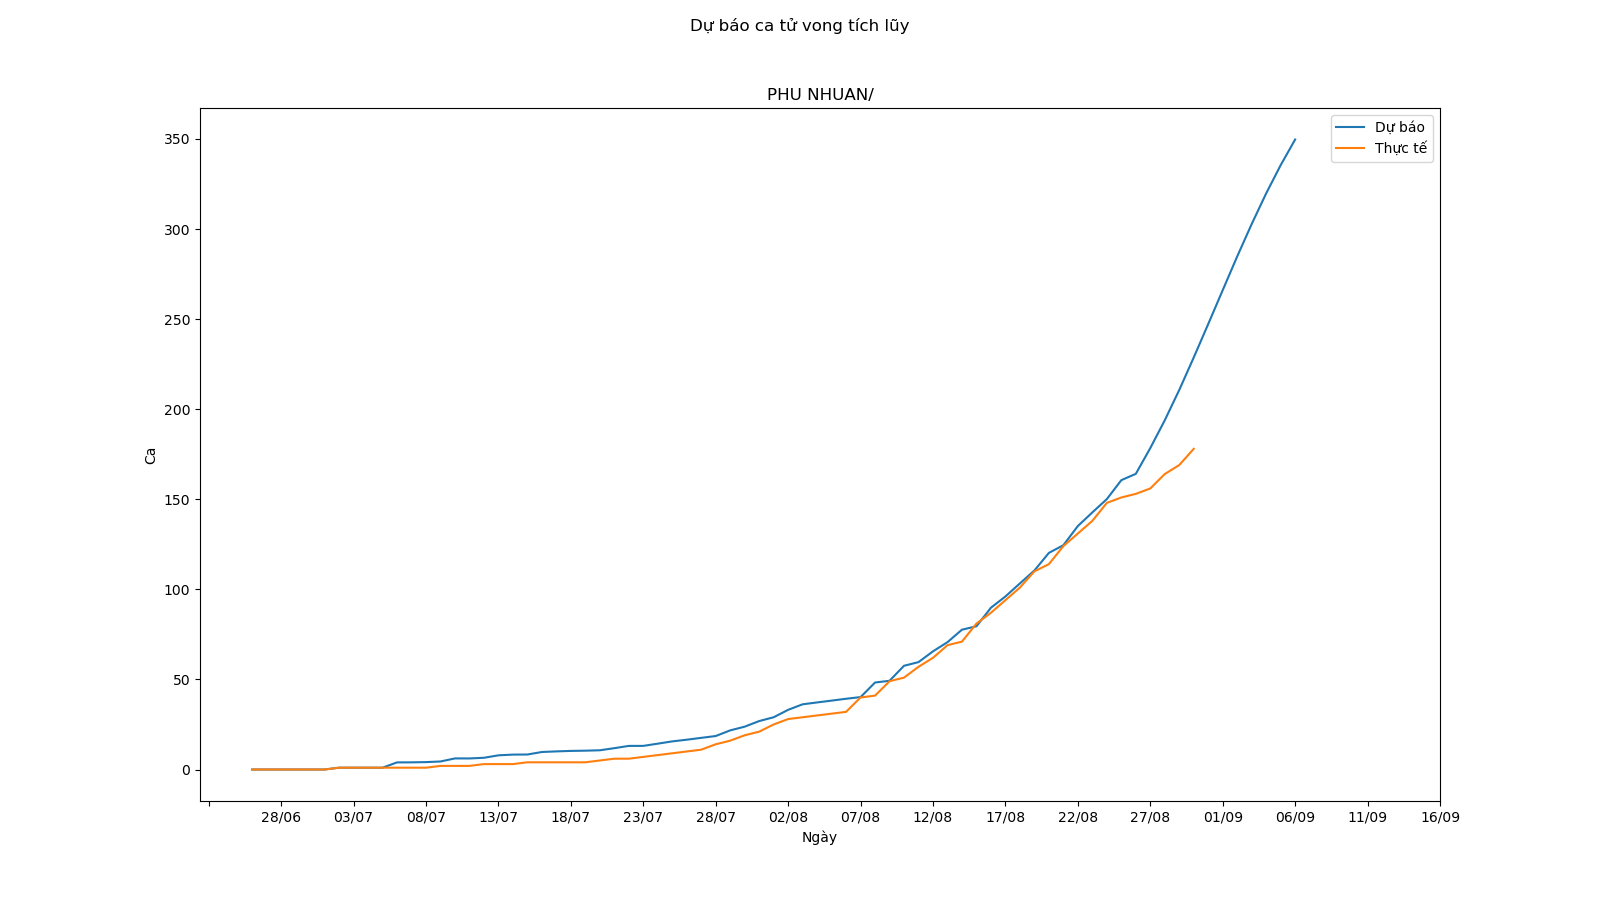 Dự báo ca tử vong tích lũy
PHU NHUAN/
Dự báo
Thực tế
350
300
250
200
150
100
50
0
Ca
28/06 03/07 08/07 13/07 18/07 23/07 28/07 02/08 07/08 12/08 17/08 22/08 27/08 01/09 06/09 11/09 16/09
Ngày